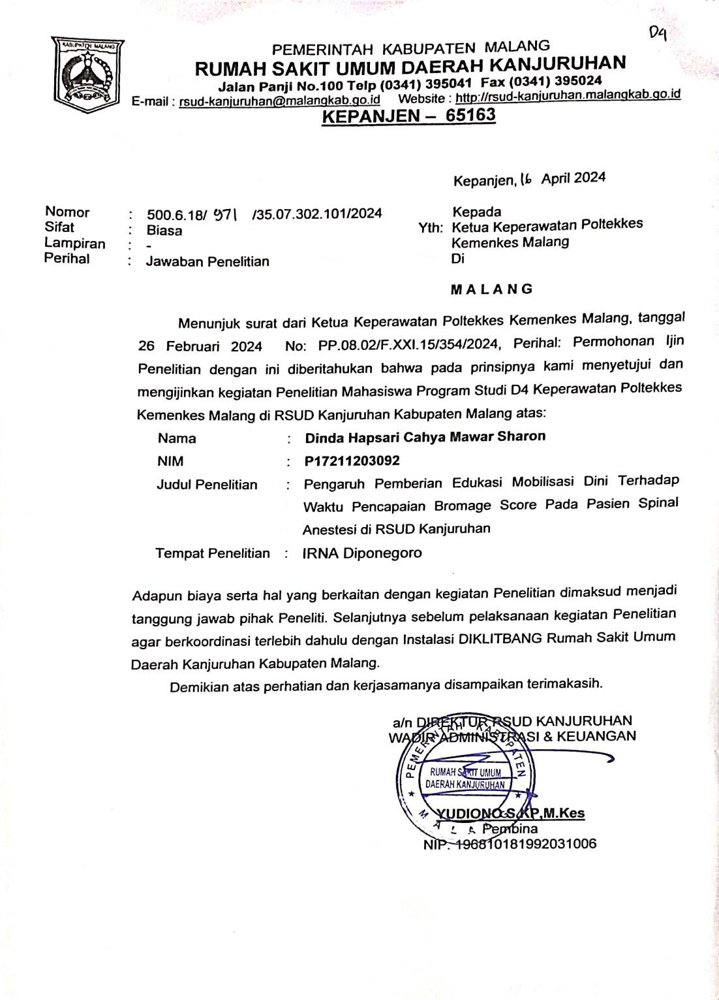 D4
KABUPATEN MALANG
PEMERINTAH KABUPATEN MALANG
RUMAH SAKIT UMUM DAERAH KANJURUHAN
Jalan Panji No.100 Telp (0341) 395041 Fax (0341) 395024
E-mail : rsud-kanjuruhan@malangkab.go.id Website : http://rsud-kanjuruhan.malangkab.go.id
KEPANJEN – 65163
Kepanjen, 16 April 2024
Nomor : 500.6.18/ 971 /35.07.302.101/2024
Sifat : Biasa
Lampiran : -
Perihal : Jawaban Penelitian
Kepada
Yth: Ketua Keperawatan Poltekkes
Kemenkes Malang
Di
M A L A N G
Menunjuk surat dari Ketua Keperawatan Poltekkes Kemenkes Malang, tanggal
26 Februari 2024 No: PP.08.02/F.XXI.15/354/2024, Perihal: Permohonan Ijin
Penelitian dengan ini diberitahukan bahwa pada prinsipnya kami menyetujui dan
mengijinkan kegiatan Penelitian Mahasiswa Program Studi D4 Keperawatan Poltekkes
Kemenkes Malang di RSUD Kanjuruhan Kabupaten Malang atas:
Nama : Dinda Hapsari Cahya Mawar Sharon
NIM : P17211203092
Judul Penelitian : Pengaruh Pemberian Edukasi Mobilisasi Dini Terhadap
Waktu Pencapaian Bromage Score Pada Pasien Spinal
Anestesi di RSUD Kanjuruhan
Tempat Penelitian : IRNA Diponegoro
Adapun biaya serta hal yang berkaitan dengan kegiatan Penelitian dimaksud menjadi
tanggung jawab pihak Peneliti. Selanjutnya sebelum pelaksanaan kegiatan Penelitian
agar berkoordinasi terlebih dahulu dengan Instalasi DIKLITBANG Rumah Sakit Umum
Daerah Kanjuruhan Kabupaten Malang.
Demikian atas perhatian dan kerjasamanya disampaikan terimakasih.
a/n DIREKTUR RSUD KANJURUHAN
WADIR ADMINISTRASI & KEUANGAN
PEMERINTAH KABUPATEN
RUMAH SAKIT UMUM
DAERAH KANJURUHAN
MALANG
YUDIONO S.KP,M.Kes
Pembina
NIP. 196810181992031006